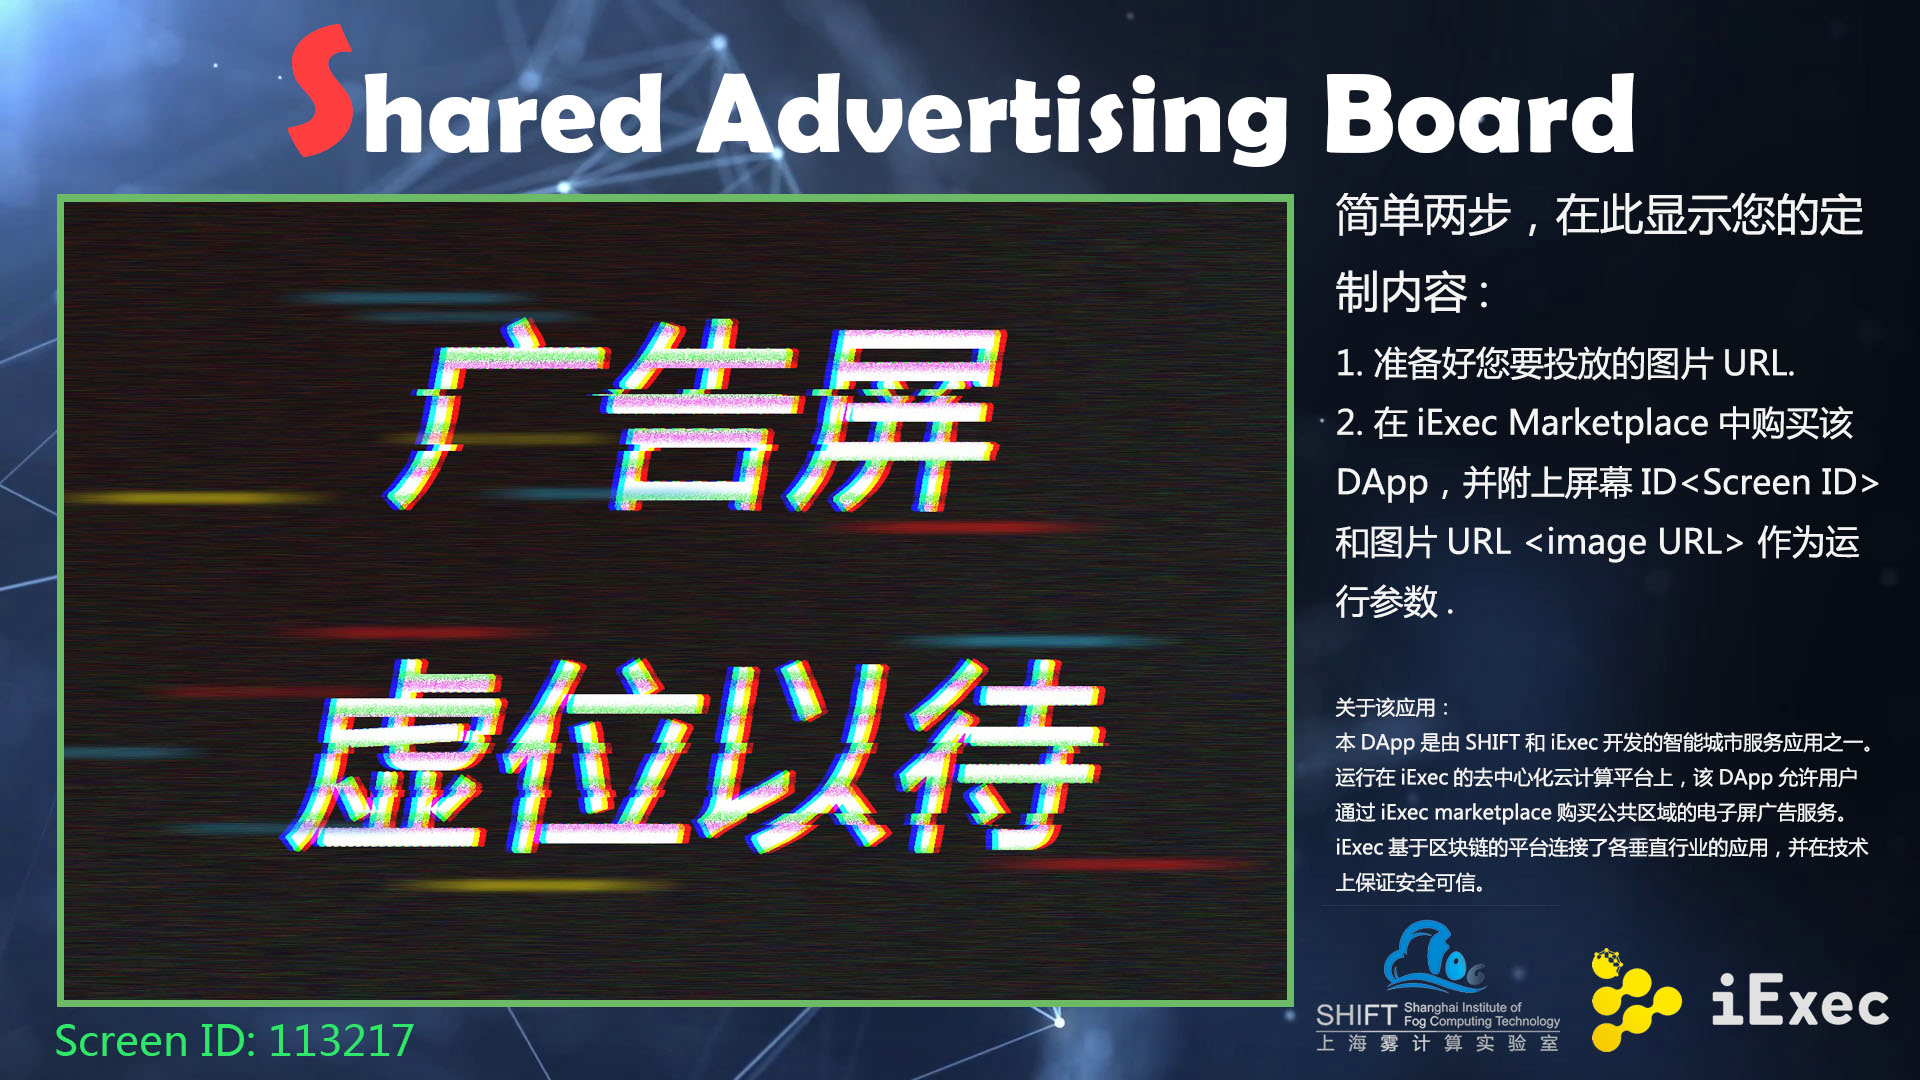 Shared Advertising Board
广告屏
虚位以待
Screen ID: 113217
简单两步，在此显示您的定
制内容：
1. 准备好您要投放的图片 URL.
2. 在 iExec Marketplace 中购买该
DApp，并附上屏幕 ID<Screen ID>
和图片 URL <image URL> 作为运
行参数 .
关于该应用：
本 DApp 是由 SHIFT 和 iExec 开发的智能城市服务应用之一。
运行在 iExec 的去中心化云计算平台上，该 DApp 允许用户
通过 iExec marketplace 购买公共区域的电子屏广告服务。
iExec 基于区块链的平台连接了各垂直行业的应用，并在技术
上保证安全可信。
Fog
SHIFT Shanghai Institute of
Fog Computing Technology
上海雾计算实验室
iExec